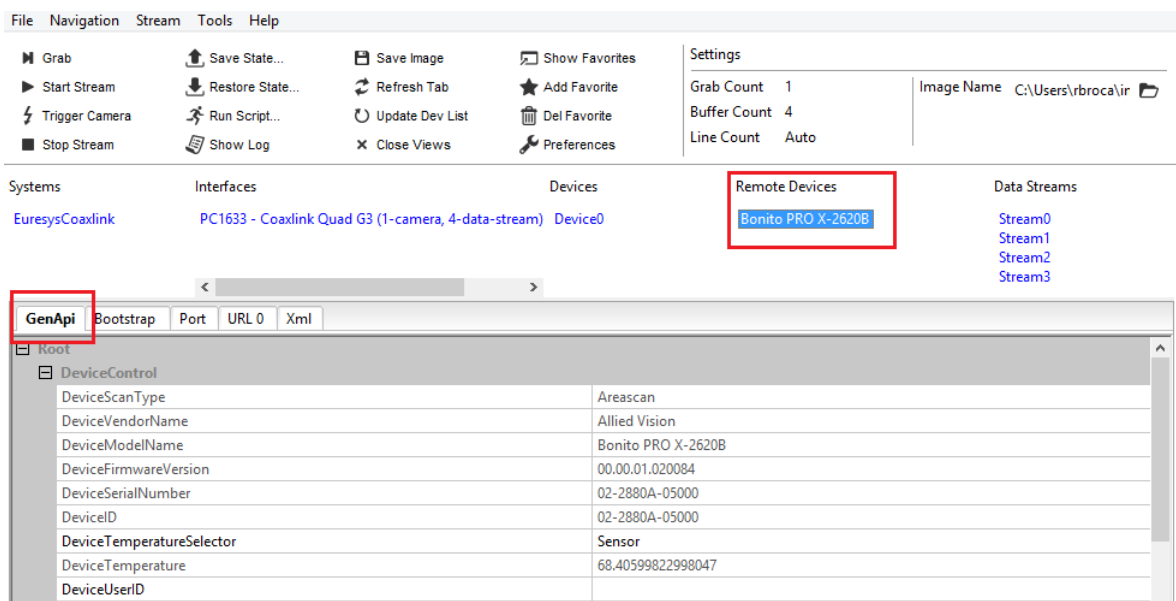 File Navigation Stream Tools Help
Grab Save State... Save Image Show Favorites Settings
Start Stream Restore State... Refresh Tab Add Favorite Grab Count 1 Image Name C:\Users\rbroca\ir
Trigger Camera Run Script... Update Dev List Del Favorite Buffer Count 4
Stop Stream Show Log Close Views Preferences Line Count Auto
Systems Interfaces Devices Remote Devices Data Streams
EuresysCoaxlink PC1633 - Coaxlink Quad G3 (1-camera, 4-data-stream) Device0 Bonito PRO X-2620B Stream0
Stream1
Stream2
Stream3
GenApi Bootstrap Port URL 0 Xml
Root
DeviceControl
DeviceScanType Areascan
DeviceVendorName Allied Vision
DeviceModelName Bonito PRO X-2620B
DeviceFirmwareVersion 00.00.01.020084
DeviceSerialNumber 02-2880A-05000
DeviceID 02-2880A-05000
DeviceTemperatureSelector Sensor
DeviceTemperature 68.40599822998047
DeviceUserID